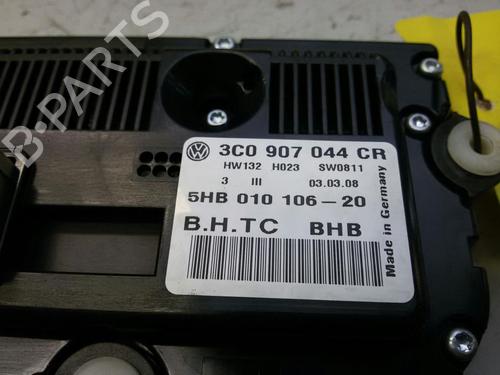 B-PARTS
3C0 907 044 CR
HW132 H023 SW0811
3 III 03.03.08
5HB 010 106-20
B.H.TC BHB
Made in Germany